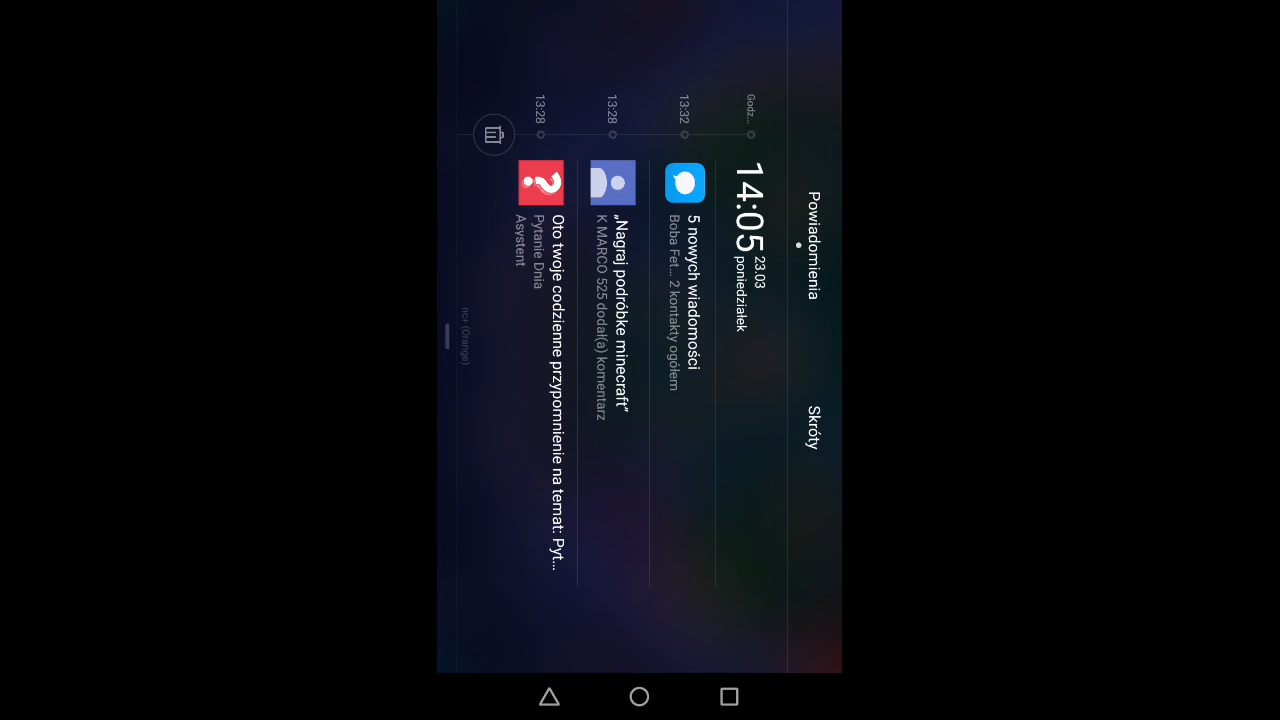 Powiadomienia
Skróty
Godz...
14:05
23.03
poniedziałek
13:32
5 nowych wiadomości
Boba Fet... 2 kontakty ogółem
13:28
„Nagraj podróbke minecraft”
K MARCO 525 dodał(a) komentarz
13:28
Oto twoje codzienne przypomnienie na temat: Pyt...
Pytanie Dnia
Asystent
nc+ (Orange)